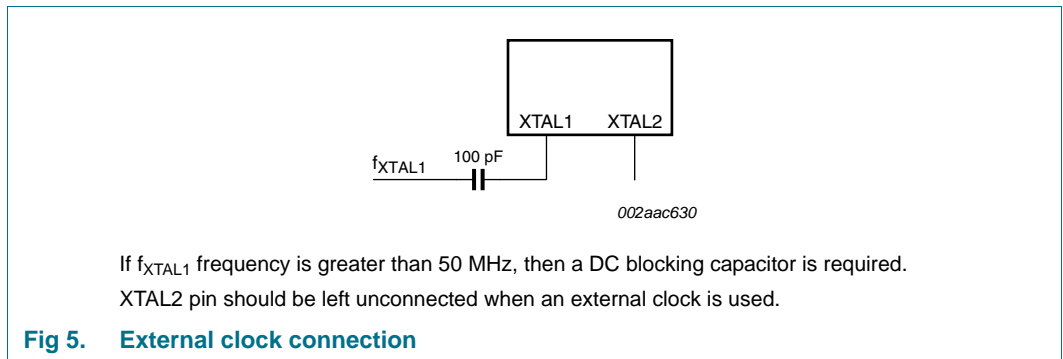 XTAL1 XTAL2
fXTAL1 100 pF
002aac630
If fXTAL1 frequency is greater than 50 MHz, then a DC blocking capacitor is required.
XTAL2 pin should be left unconnected when an external clock is used.
Fig 5. External clock connection